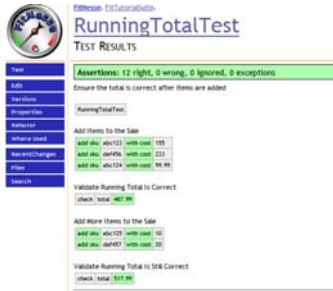 FitNesse
FitNesse. FitTutorialSuite.
RunningTotalTest
TEST RESULTS
Test
Edit
Versions
Properties
Refactor
Where Used
RecentChanges
Files
Search
Assertions: 12 right, 0 wrong, 0 ignored, 0 exceptions
Ensure the total is correct after items are added
RunningTotalTest
Add Items to the Sale
add sku abc123 with cost 155
add sku def456 with cost 233
add sku abc124 with cost 99.99
Validate Running Total Is Correct
check total 487.99
Add More Items to the Sale
add sku abc125 with cost 10
add sku def457 with cost 20
Validate Running Total Is Still Correct
check total 517.99